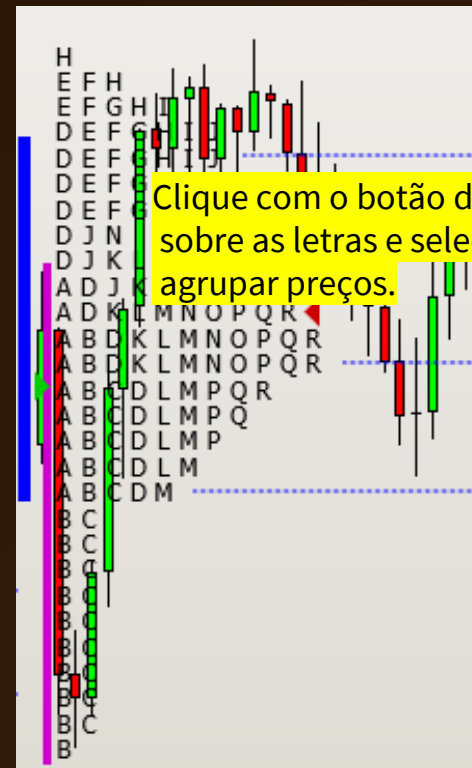 H
E F H
E F G H I
D E F G H I J
D E F G H I J
D E F G
D E F G
D J N
D J K L
A D J K
A D K L M N O P Q R
A B D K L M N O P Q R
A B D K L M N O P Q R
A B C D L M P Q R
A B C D L M P Q
A B C D L M P
A B C D L M
A B C D M
B C
B C
B C
B C
B C
B C
B C
B C
B C
B
Clique com o botão d
sobre as letras e sele
agrupar preços.